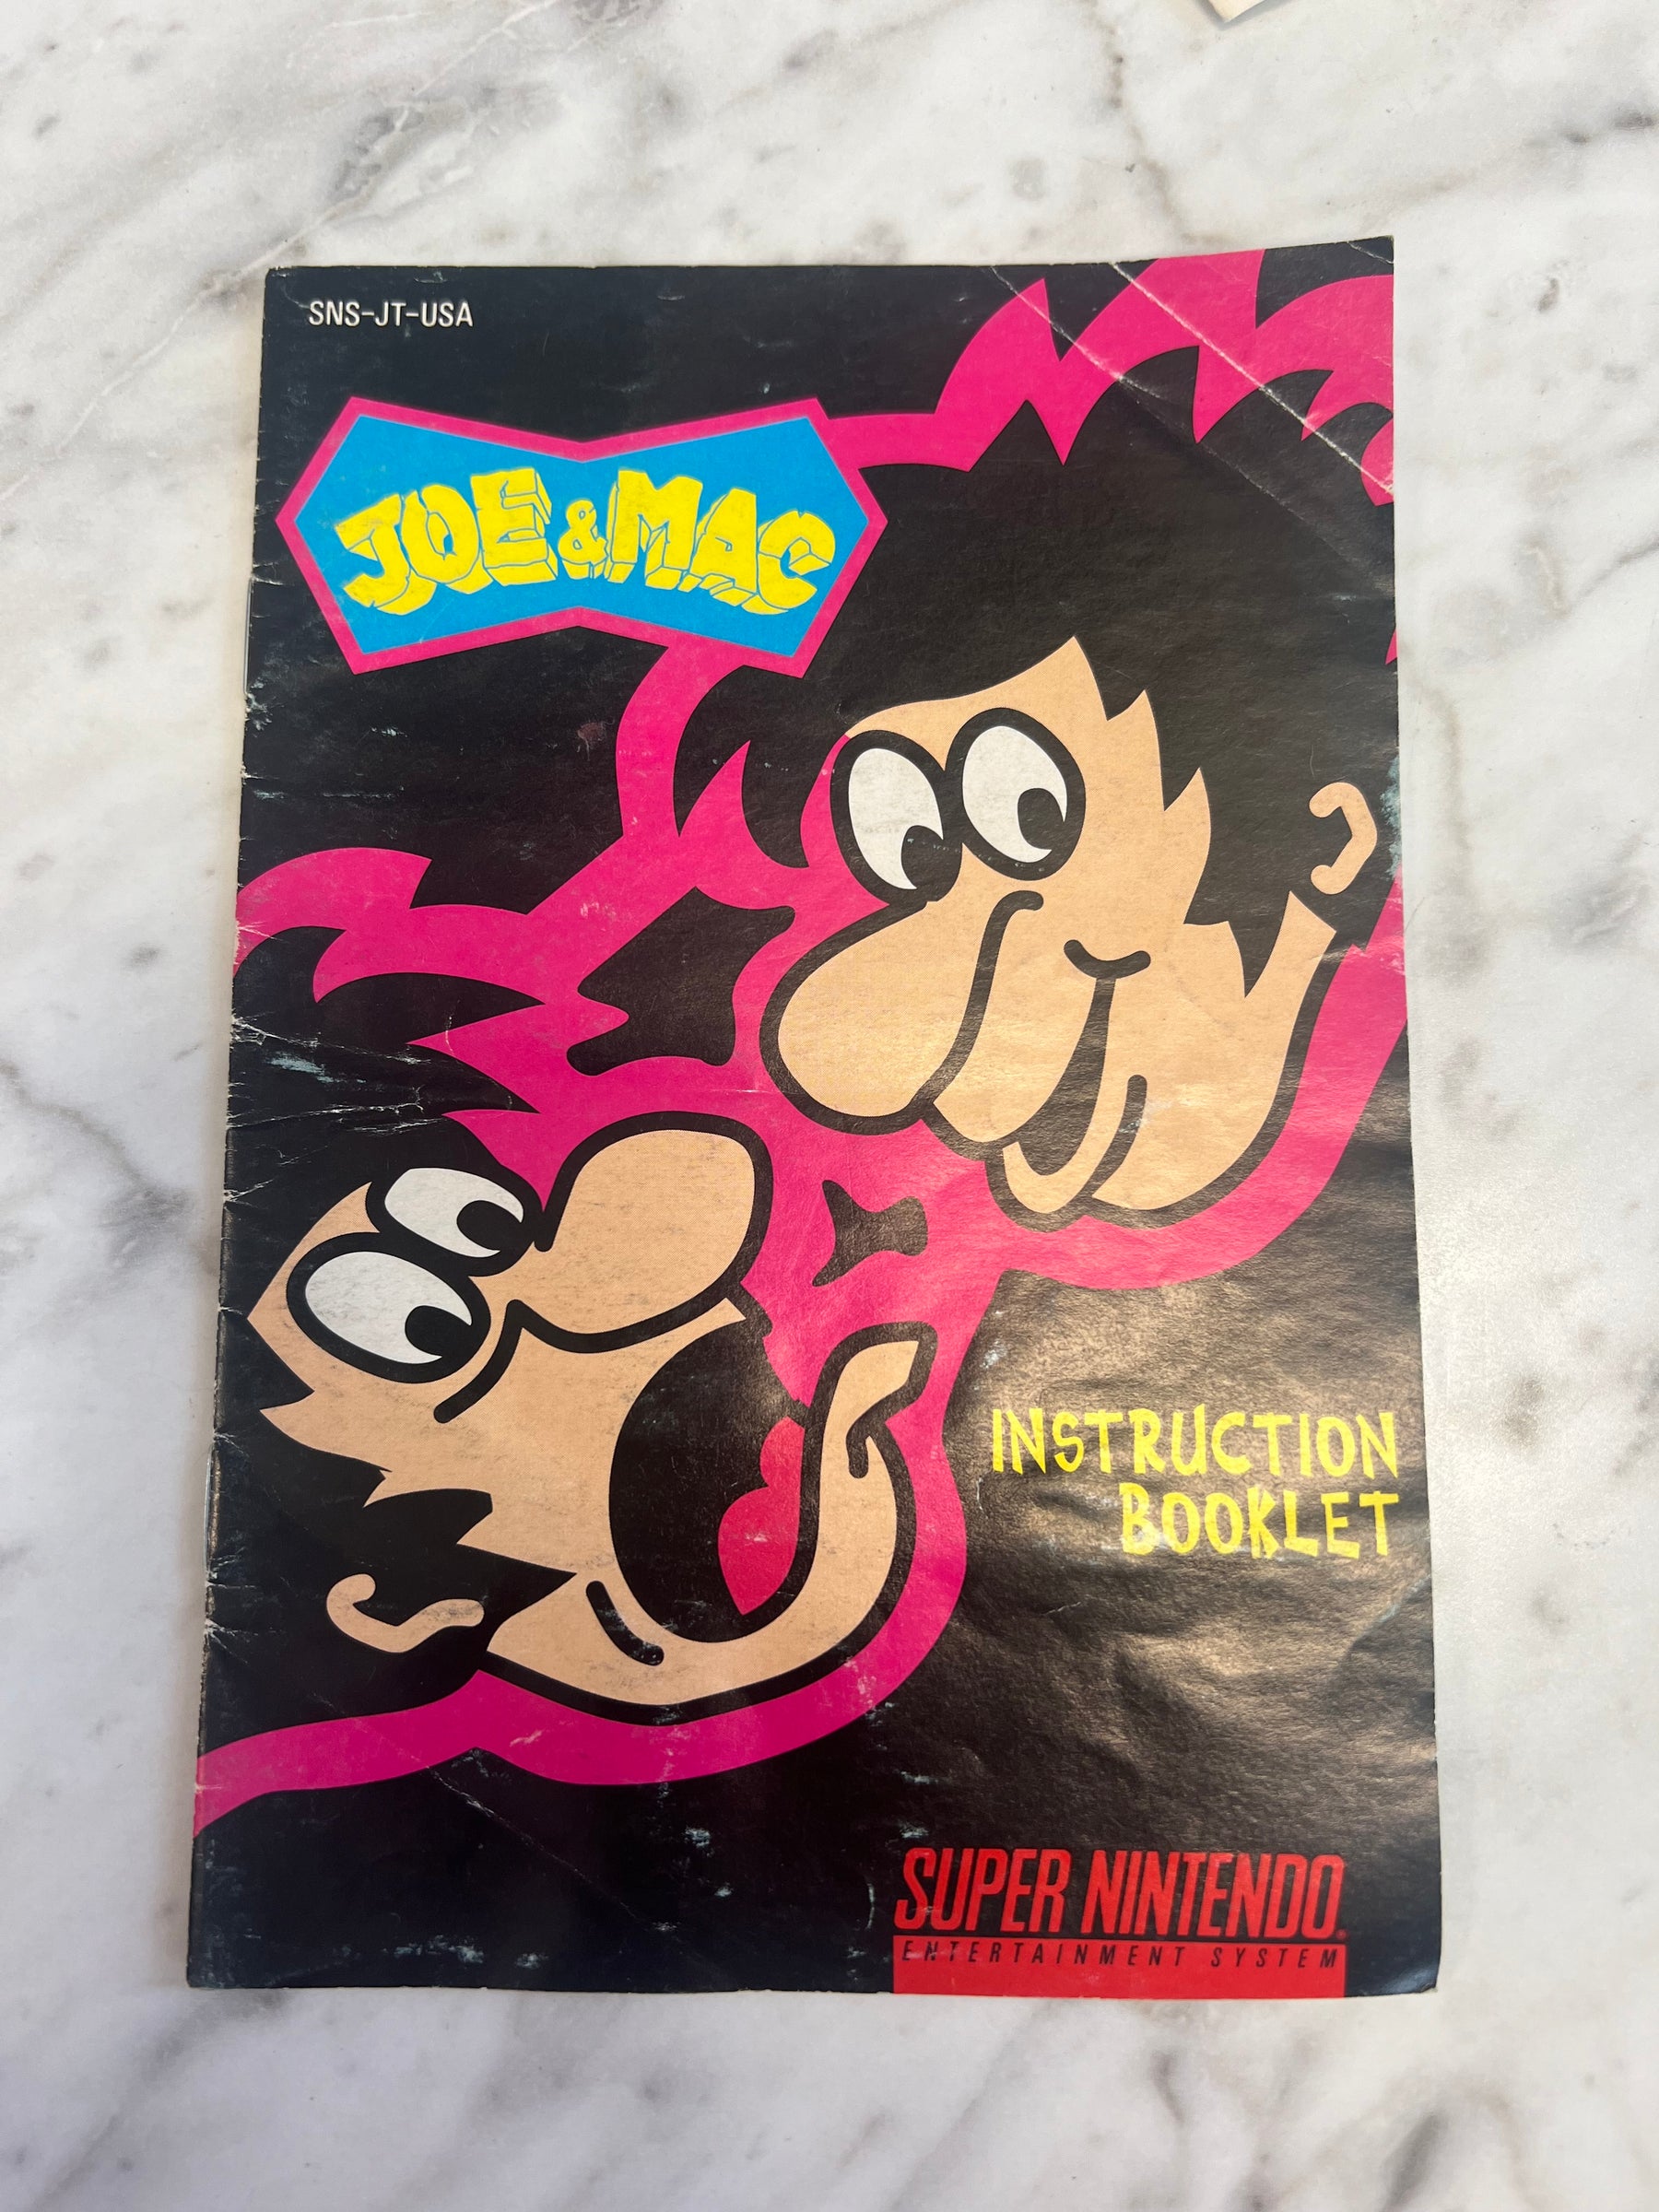 SNS-JT-USA
JOE & MAC
INSTRUCTION
BOOKLET
SUPER NINTENDO
ENTERTAINMENT SYSTEM